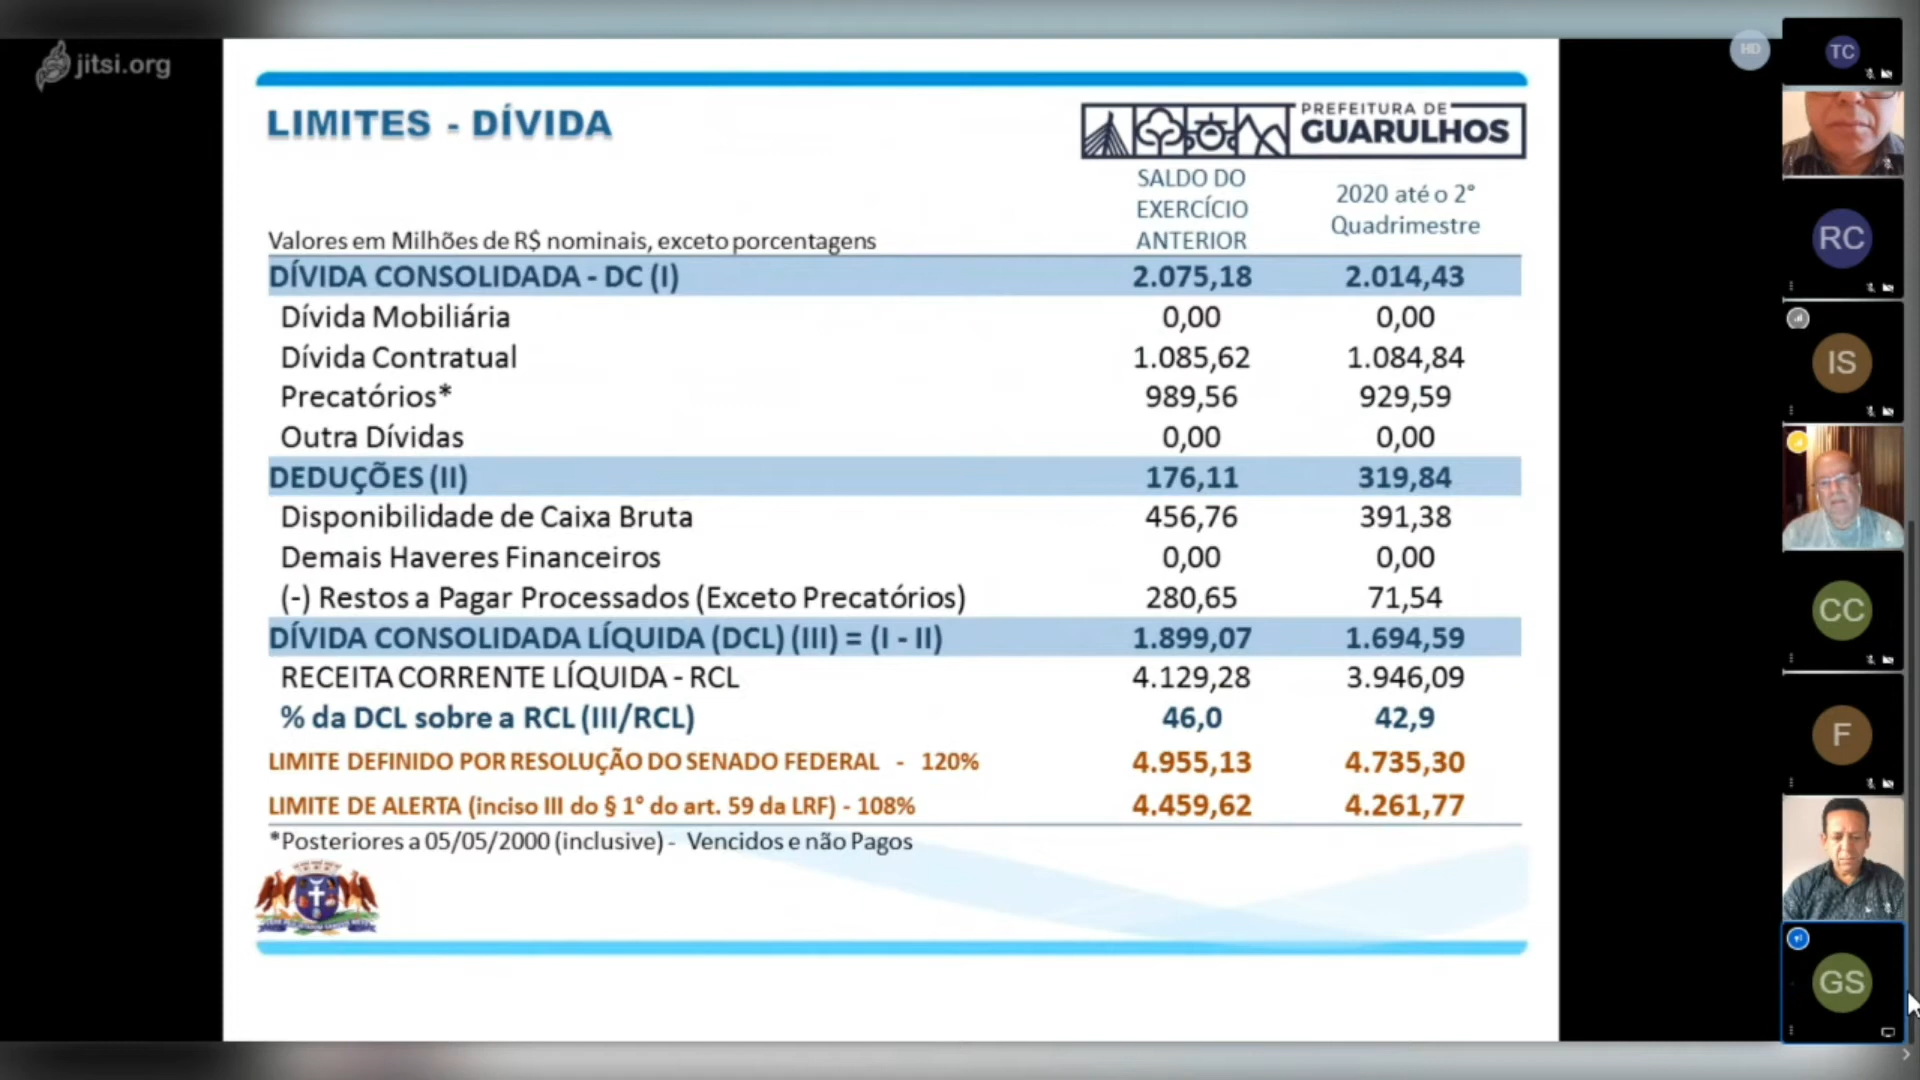 jitsi.org
HD
LIMITES - DÍVIDA
PREFEITURA DE
GUARULHOS
Valores em Milhões de R$ nominais, exceto porcentagens
SALDO DO
EXERCÍCIO
ANTERIOR
2020 até o 2°
Quadrimestre
DÍVIDA CONSOLIDADA - DC (I) 2.075,18 2.014,43
Dívida Mobiliária 0,00 0,00
Dívida Contratual 1.085,62 1.084,84
Precatórios* 989,56 929,59
Outra Dívidas 0,00 0,00
DEDUÇÕES (II) 176,11 319,84
Disponibilidade de Caixa Bruta 456,76 391,38
Demais Haveres Financeiros 0,00 0,00
(-) Restos a Pagar Processados (Exceto Precatórios) 280,65 71,54
DÍVIDA CONSOLIDADA LÍQUIDA (DCL) (III) = (I - II) 1.899,07 1.694,59
RECEITA CORRENTE LÍQUIDA - RCL 4.129,28 3.946,09
% da DCL sobre a RCL (III/RCL) 46,0 42,9
LIMITE DEFINIDO POR RESOLUÇÃO DO SENADO FEDERAL - 120% 4.955,13 4.735,30
LIMITE DE ALERTA (inciso III do § 1° do art. 59 da LRF) - 108% 4.459,62 4.261,77
*Posteriores a 05/05/2000 (inclusive) - Vencidos e não Pagos
TC
RC
IS
CC
F
GS